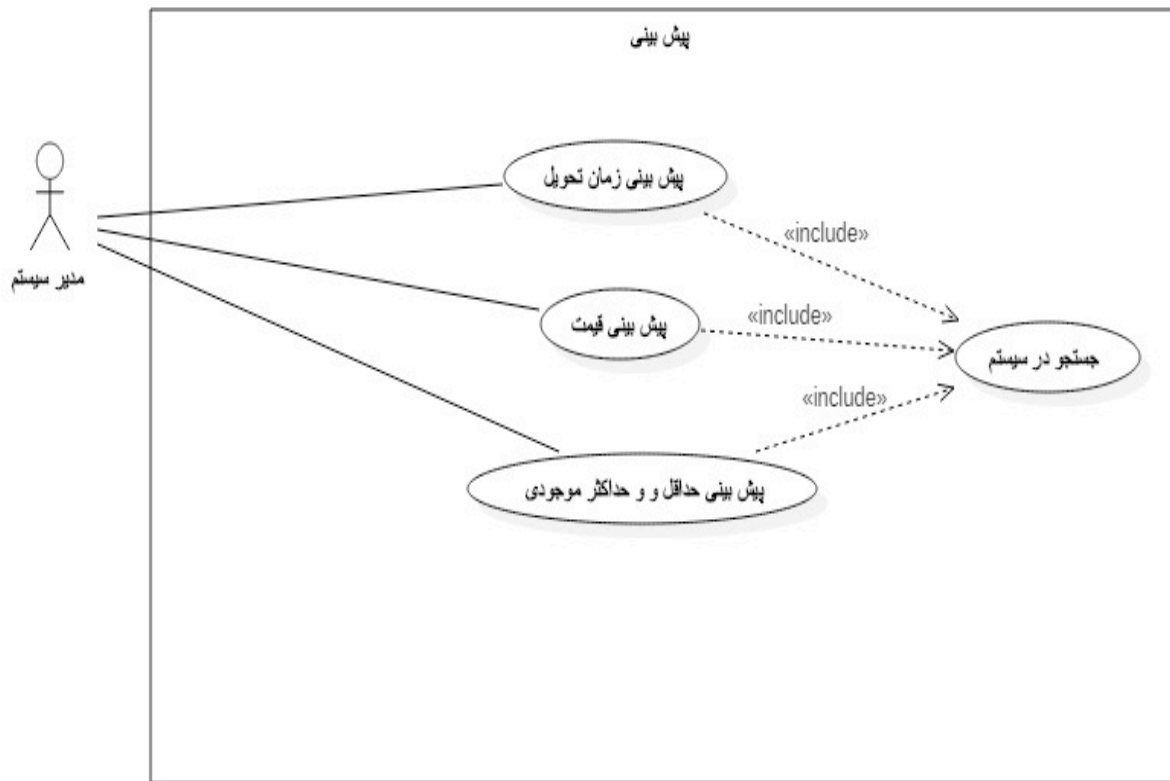 پیش بینی
پیش بینی زمان تحویل
«include»
مدیر سیستم
پیش بینی قیمت
«include»
جستجو در سیستم
«include»
پیش بینی حداقل و و حداکثر موجودی